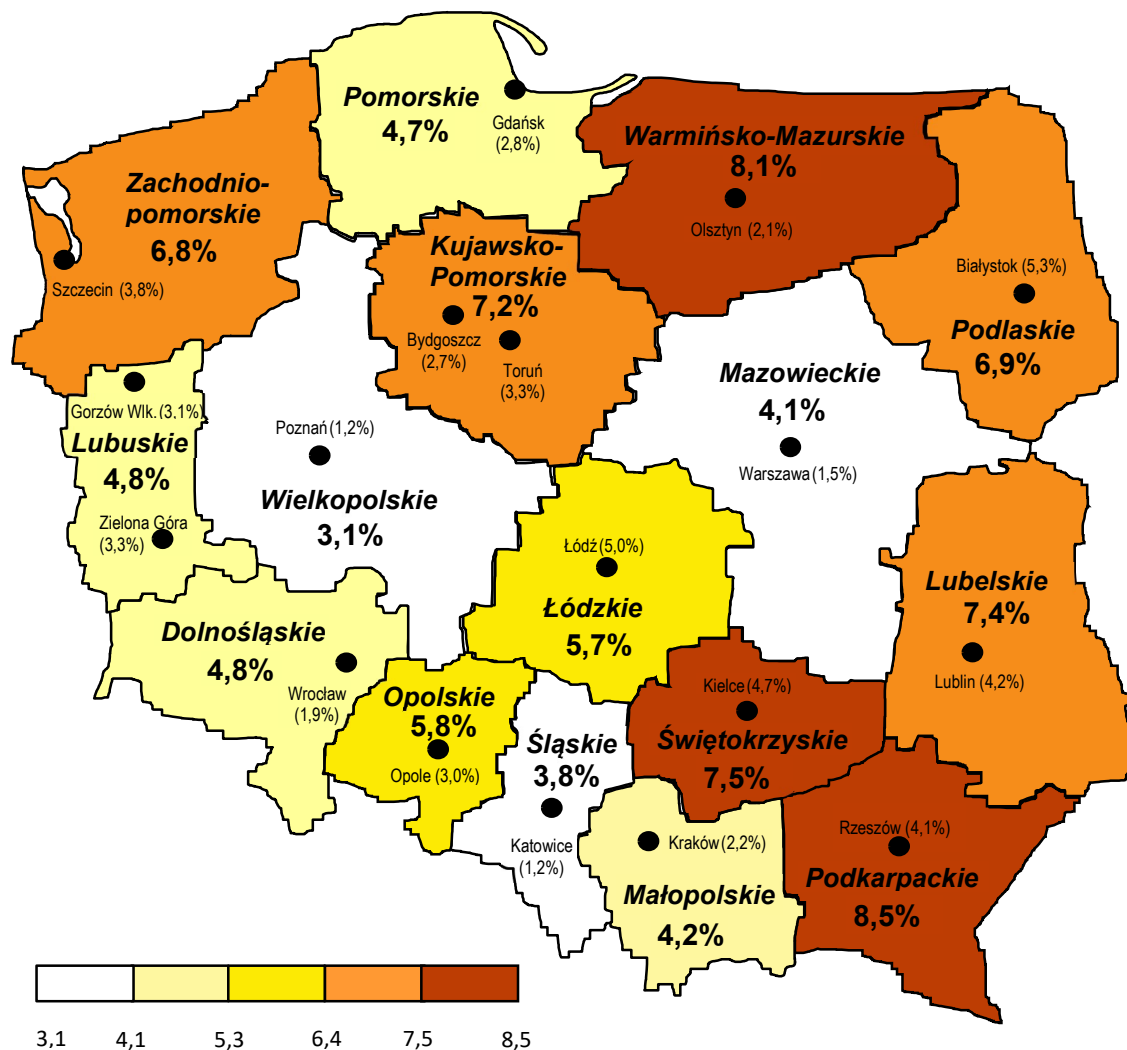 Pomorskie
4,7%
Gdańsk
(2,8%)
Warmińsko-Mazurskie
8,1%
Olsztyn (2,1%)
Zachodnio-
pomorskie
6,8%
Szczecin (3,8%)
Kujawsko-
Pomorskie
7,2%
Bydgoszcz
(2,7%)
Toruń
(3,3%)
Białystok (5,3%)
Podlaskie
6,9%
Mazowieckie
4,1%
Warszawa (1,5%)
Gorzów Wlk. (3,1%)
Lubuskie
4,8%
Zielona Góra
(3,3%)
Poznań (1,2%)
Wielkopolskie
3,1%
Łódź (5,0%)
Łódzkie
5,7%
Lubelskie
7,4%
Lublin (4,2%)
Dolnośląskie
4,8%
Wrocław
(1,9%)
Opolskie
5,8%
Opole (3,0%)
Śląskie
3,8%
Katowice
(1,2%)
Kielce (4,7%)
Świętokrzyskie
7,5%
Kraków (2,2%)
Małopolskie
4,2%
Rzeszów (4,1%)
Podkarpackie
8,5%
3,1 4,1 5,3 6,4 7,5 8,5